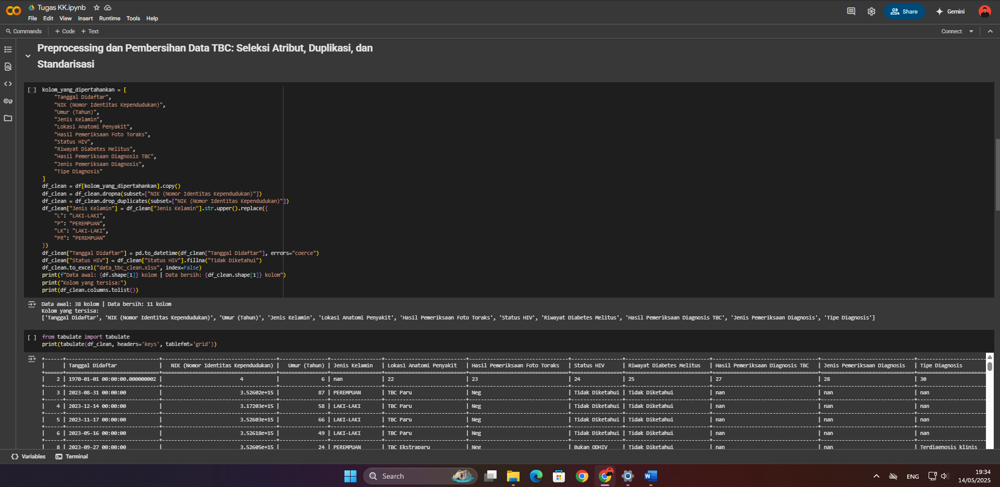 CO
Tugas KK.ipynb
File Edit View Insert Runtime Tools Help
Share
Gemini
Commands + Code + Text
Connect
Preprocessing dan Pembersihan Data TBC: Seleksi Atribut, Duplikasi, dan
Standarisasi
[ ] kolom_yang_dipertahankan = [
"Tanggal Didaftar",
"NIK (Nomor Identitas Kependudukan)",
"Umur (Tahun)",
"Jenis Kelamin",
"Lokasi Anatomi Penyakit",
"Hasil Pemeriksaan Foto Toraks",
"Status HIV",
"Riwayat Diabetes Melitus",
"Hasil Pemeriksaan Diagnosis TBC",
"Jenis Pemeriksaan Diagnosis",
"Tipe Diagnosis"
]
df_clean = df[kolom_yang_dipertahankan].copy()
df_clean = df_clean.dropna(subset=["NIK (Nomor Identitas Kependudukan)"])
df_clean = df_clean.drop_duplicates(subset=["NIK (Nomor Identitas Kependudukan)"])
df_clean["Jenis Kelamin"] = df_clean["Jenis Kelamin"].str.upper().replace({
"L": "LAKI-LAKI",
"P": "PEREMPUAN",
"LK": "LAKI-LAKI",
"PR": "PEREMPUAN"
})
df_clean["Tanggal Didaftar"] = pd.to_datetime(df_clean["Tanggal Didaftar"], errors="coerce")
df_clean["Status HIV"] = df_clean["Status HIV"].fillna("Tidak Diketahui")
df_clean.to_excel("data_tbc_clean.xlsx", index=False)
print(f"Data awal: {df.shape[1]} kolom | Data bersih: {df_clean.shape[1]} kolom")
print("Kolom yang tersisa:")
print(df_clean.columns.tolist())
Data awal: 38 kolom | Data bersih: 11 kolom
Kolom yang tersisa:
['Tanggal Didaftar', 'NIK (Nomor Identitas Kependudukan)', 'Umur (Tahun)', 'Jenis Kelamin', 'Lokasi Anatomi Penyakit', 'Hasil Pemeriksaan Foto Toraks', 'Status HIV', 'Riwayat Diabetes Melitus', 'Hasil Pemeriksaan Diagnosis TBC', 'Jenis Pemeriksaan Diagnosis', 'Tipe Diagnosis']
[ ] from tabulate import tabulate
print(tabulate(df_clean, headers='keys', tablefmt='grid'))
| | Tanggal Didaftar | NIK (Nomor Identitas Kependudukan) | Umur (Tahun) | Jenis Kelamin | Lokasi Anatomi Penyakit | Hasil Pemeriksaan Foto Toraks | Status HIV | Riwayat Diabetes Melitus | Hasil Pemeriksaan Diagnosis TBC | Jenis Pemeriksaan Diagnosis | Tipe Diagnosis
| 2 | 1970-01-01 00:00:00.000000002 | 4 | 6 | nan | 22 | 23 | 24 | 25 | 27 | 28 | 30
| 3 | 2023-08-31 00:00:00 | 3.52602e+15 | 87 | PEREMPUAN | TBC Paru | Neg | Tidak Diketahui | Tidak Diketahui | nan | nan | nan
| 4 | 2023-12-14 00:00:00 | 3.17203e+15 | 58 | LAKI-LAKI | TBC Paru | Neg | Tidak Diketahui | Tidak Diketahui | nan | nan | nan
| 5 | 2023-11-17 00:00:00 | 3.52603e+15 | 66 | LAKI-LAKI | TBC Paru | Neg | Tidak Diketahui | Tidak Diketahui | nan | nan | nan
| 6 | 2023-05-16 00:00:00 | 3.52618e+15 | 49 | LAKI-LAKI | TBC Paru | Neg | Tidak Diketahui | Tidak Diketahui | nan | nan | nan
| 8 | 2023-09-27 00:00:00 | 3.52605e+15 | 24 | PEREMPUAN | TBC Ekstraparu | Neg | Bukan ODHIV | Tidak Diketahui | nan | nan | Terdiagnosis klinis
Variables Terminal
Search
ENG
19:34
14/05/2025